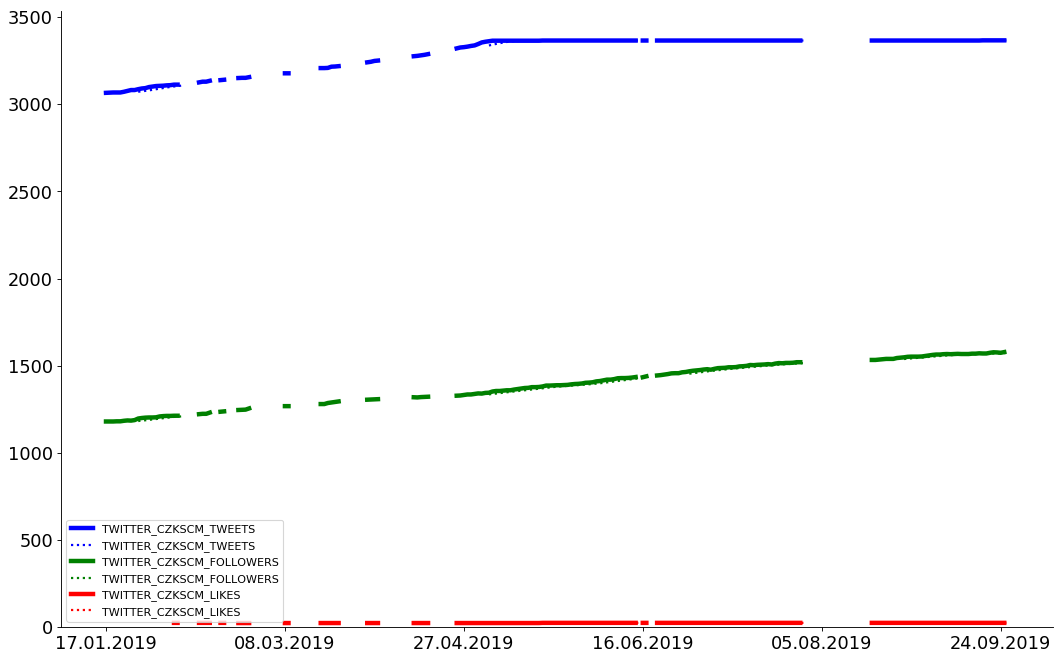 3500
3000
2500
2000
1500
1000
500
0
TWITTER_CZKSCM_TWEETS
TWITTER_CZKSCM_TWEETS
TWITTER_CZKSCM_FOLLOWERS
TWITTER_CZKSCM_FOLLOWERS
TWITTER_CZKSCM_LIKES
TWITTER_CZKSCM_LIKES
17.01.2019 08.03.2019 27.04.2019 16.06.2019 05.08.2019 24.09.2019